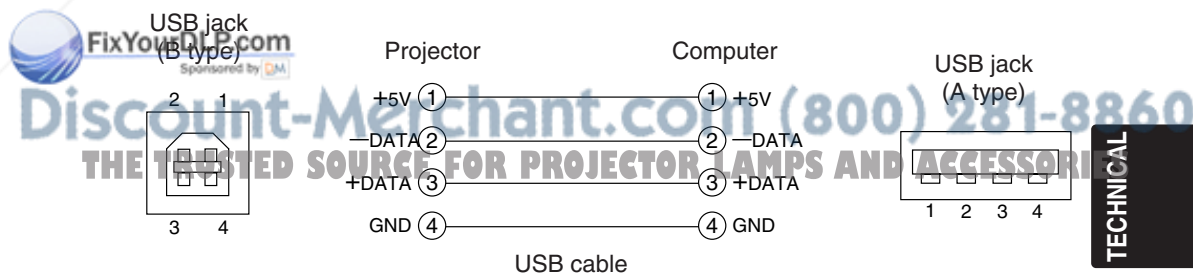 USB jack
(B type)
FixYourDLP.com
Sponsored by DM
Projector
Computer
USB jack
(A type)
Discount-Merchant.com (800) 281-8860
THE TRUSTED SOURCE FOR PROJECTOR LAMPS AND ACCESSORIES
2 1
3 4
+5V 1 1 +5V
−DATA 2 2 −DATA
+DATA 3 3 +DATA
GND 4 4 GND
USB cable
1 2 3 4
TECHNICAL